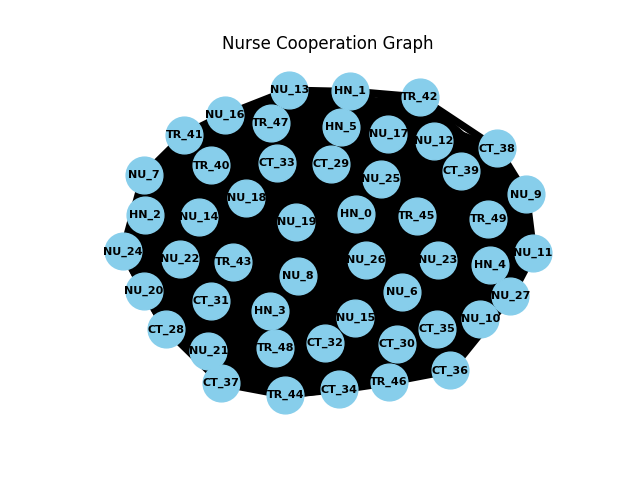 Nurse Cooperation Graph
NU_13
HN_1
TR_42
NU_16
TR_47
HN_5
NU_17
TR_41
NU_12
CT_38
TR_40
CT_33
CT_29
CT_39
NU_7
NU_25
NU_9
NU_18
HN_2
NU_14
NU_19
HN_0
TR_45
TR_49
NU_24
NU_22
TR_43
NU_26
NU_23
HN_4
NU_11
NU_8
NU_20
CT_31
NU_6
NU_27
HN_3
NU_15
NU_10
CT_28
CT_35
NU_21
TR_48
CT_32
CT_30
CT_37
TR_44
CT_34
TR_46
CT_36